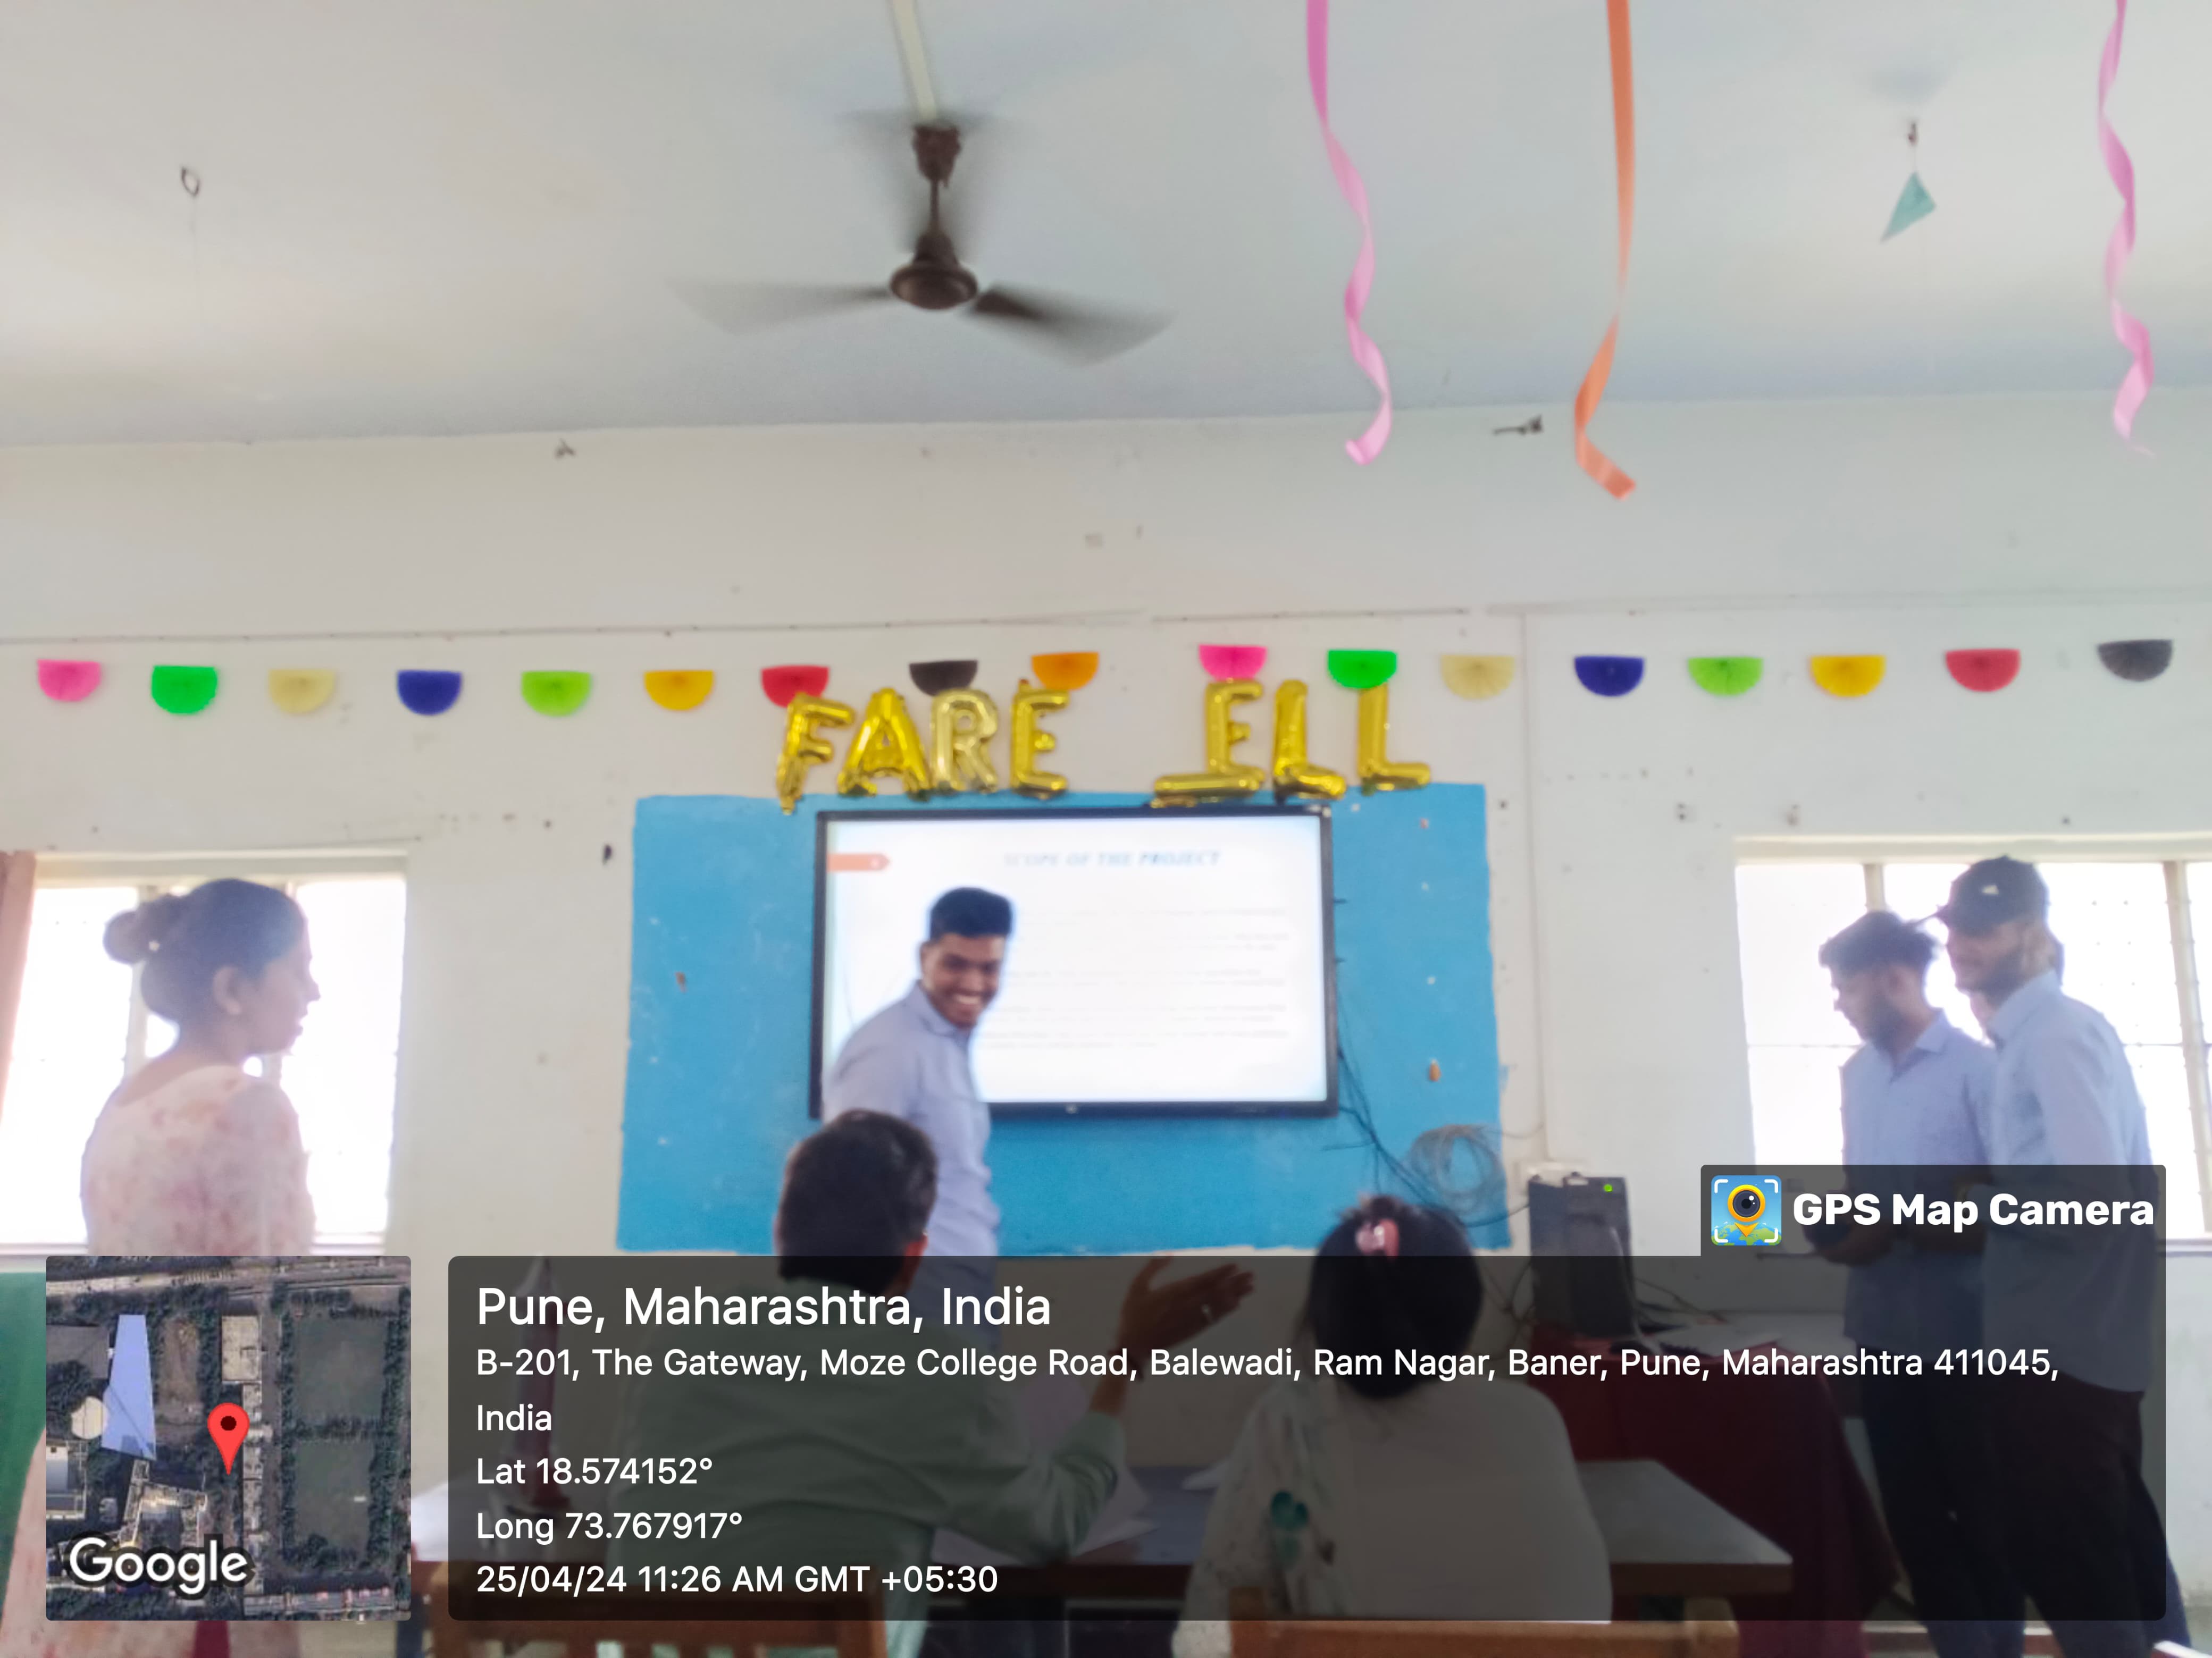 FARE ELL
SCOPE OF THE PROJECT
GPS Map Camera
Pune, Maharashtra, India
B-201, The Gateway, Moze College Road, Balewadi, Ram Nagar, Baner, Pune, Maharashtra 411045,
India
Lat 18.574152°
Long 73.767917°
25/04/24 11:26 AM GMT +05:30
Google